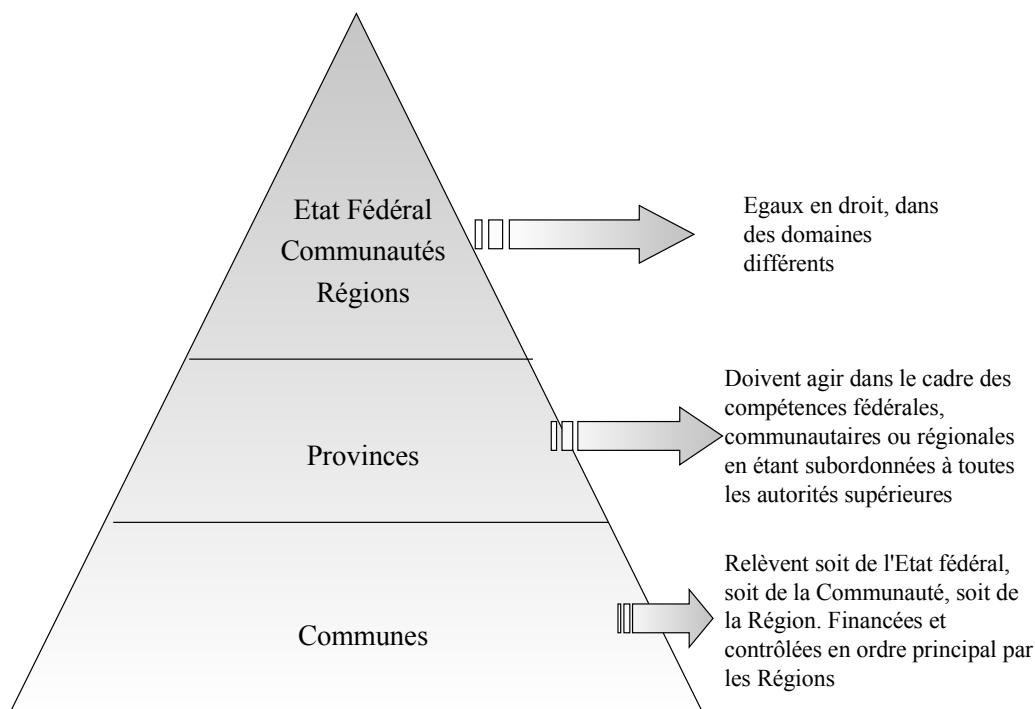 Etat Fédéral
Communautés
Régions
Egaux en droit, dans
des domaines
différents
Provinces
Doivent agir dans le cadre des
compétences fédérales,
communautaires ou régionales
en étant subordonnées à toutes
les autorités supérieures
Communes
Relèvent soit de l'Etat fédéral,
soit de la Communauté, soit de
la Région. Financées et
contrôlées en ordre principal par
les Régions